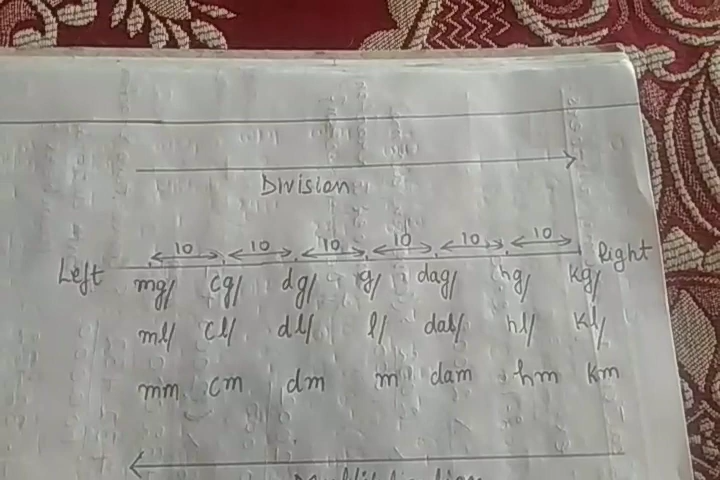 Division
10 10 10 10 10 10
Left Right
mg/ cg/ dg/ g/ dag/ hg/ kg/
ml/ cl/ dl/ l/ dal/ hl/ kl/
mm cm dm m dam hm km